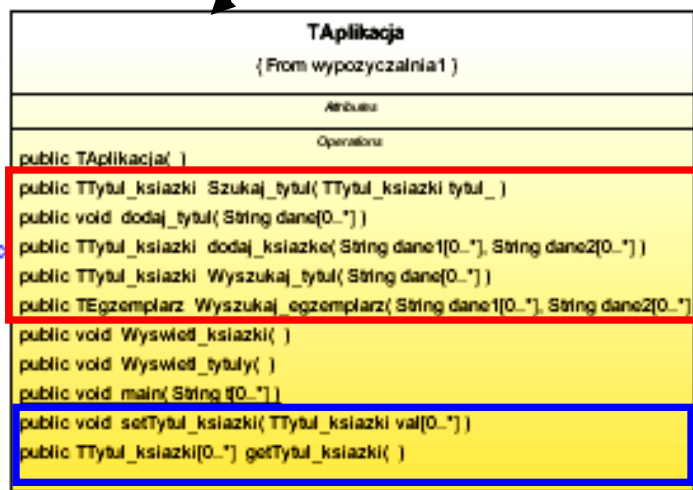 TAplikacja
{ From wypozyczalnia1 }
Attributes
Operations
public TAplikacja( )
public TTytul_ksiazki Szukaj_tytul( TTytul_ksiazki tytul_ )
public void dodaj_tytul( String dane[0..*] )
public TTytul_ksiazki dodaj_ksiazke( String dane1[0..*], String dane2[0..*] )
public TTytul_ksiazki Wyszukaj_tytul( String dane[0..*] )
public TEgzemplarz Wyszukaj_egzemplarz( String dane1[0..*], String dane2[0..*]
public void Wyswietl_ksiazki( )
public void Wyswietl_tytuly( )
public void main( String t[0..*] )
public void setTytul_ksiazki( TTytul_ksiazki val[0..*] )
public TTytul_ksiazki[0..*] getTytul_ksiazki( )